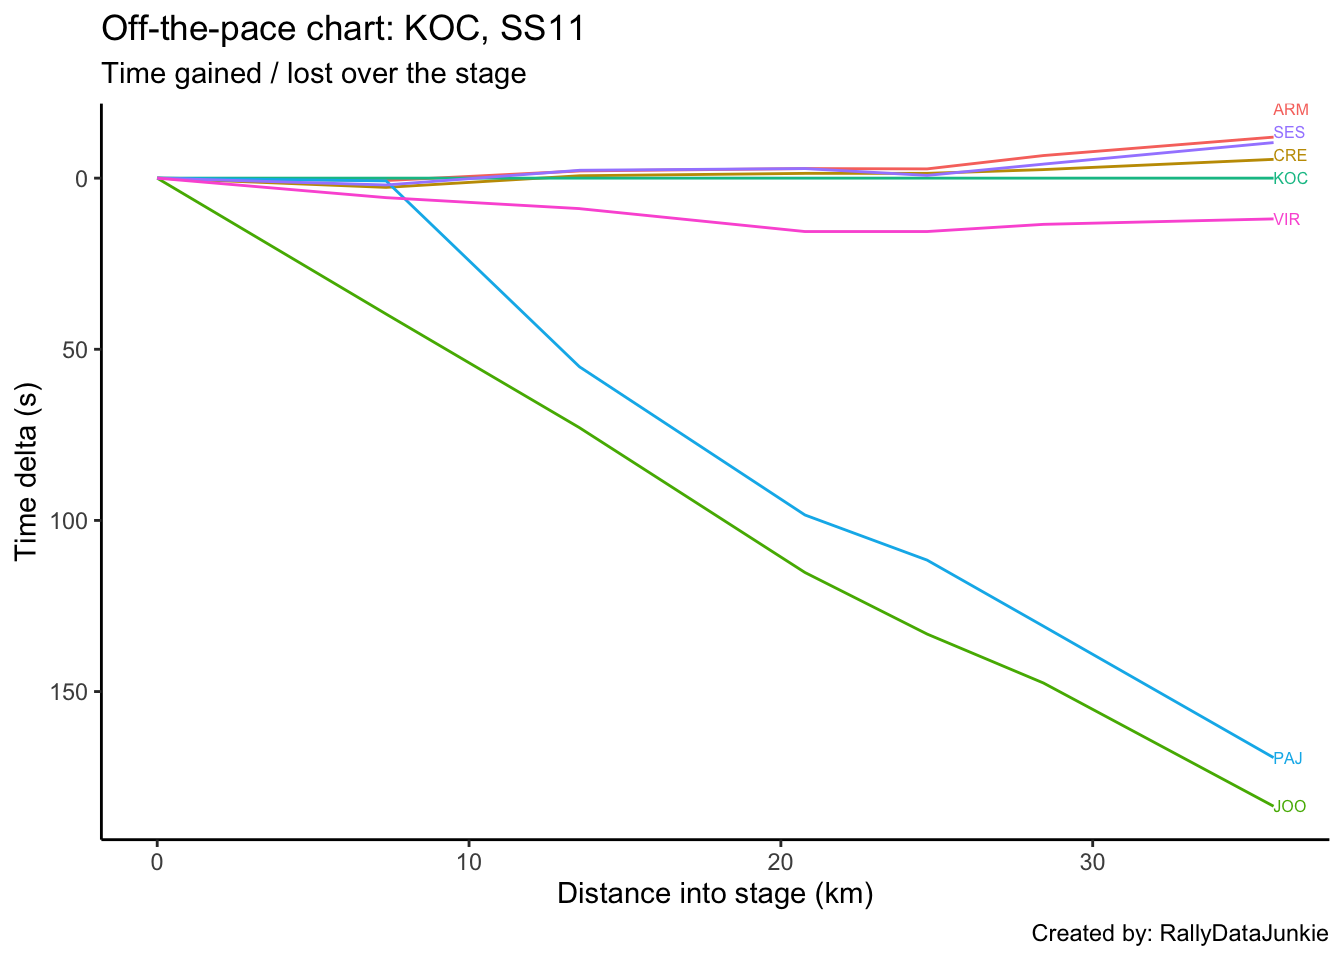 Off-the-pace chart: KOC, SS11
Time gained / lost over the stage
ARM
SES
CRE
KOC
VIR
PAJ
JOO
0
50
100
150
Time delta (s)
0 10 20 30
Distance into stage (km)
Created by: RallyDataJunkie